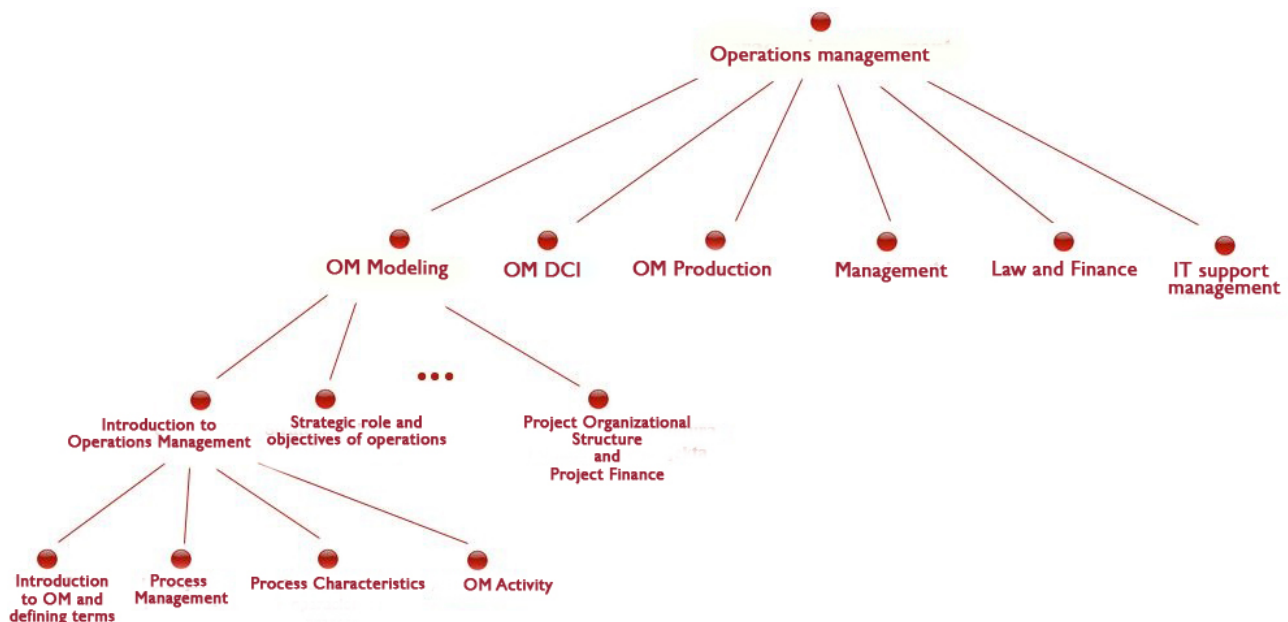 Operations management
OM Modeling
OM DCI
OM Production
Management
Law and Finance
IT support
management
...
Introduction to
Operations Management
Strategic role and
objectives of operations
Project Organizational
Structure
and
Project Finance
Introduction
to OM and
defining terms
Process
Management
Process Characteristics
OM Activity